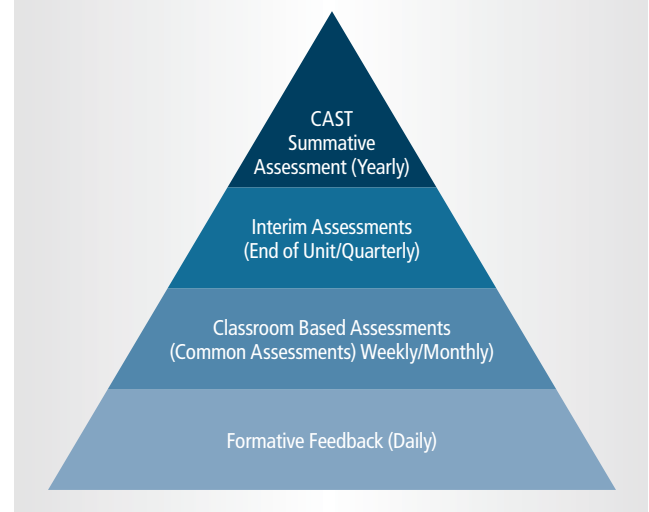 CAST
Summative
Assessment (Yearly)
Interim Assessments
(End of Unit/Quarterly)
Classroom Based Assessments
(Common Assessments) Weekly/Monthly)
Formative Feedback (Daily)